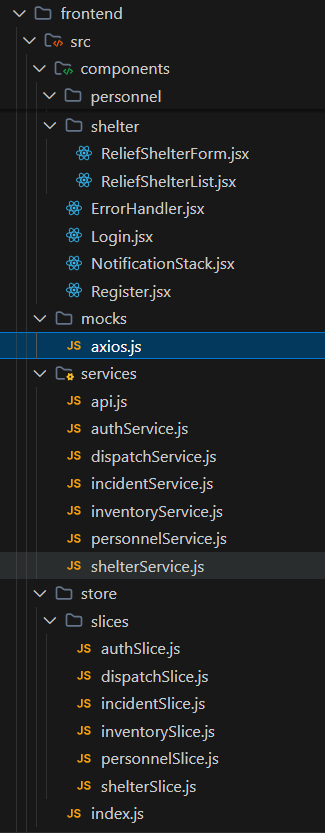 frontend
src
components
personnel
shelter
ReliefShelterForm.jsx
ReliefShelterList.jsx
ErrorHandler.jsx
Login.jsx
NotificationStack.jsx
Register.jsx
mocks
JS axios.js
services
JS api.js
JS authService.js
JS dispatchService.js
JS incidentService.js
JS inventoryService.js
JS personnelService.js
JS shelterService.js
store
slices
JS authSlice.js
JS dispatchSlice.js
JS incidentSlice.js
JS inventorySlice.js
JS personnelSlice.js
JS shelterSlice.js
JS index.js